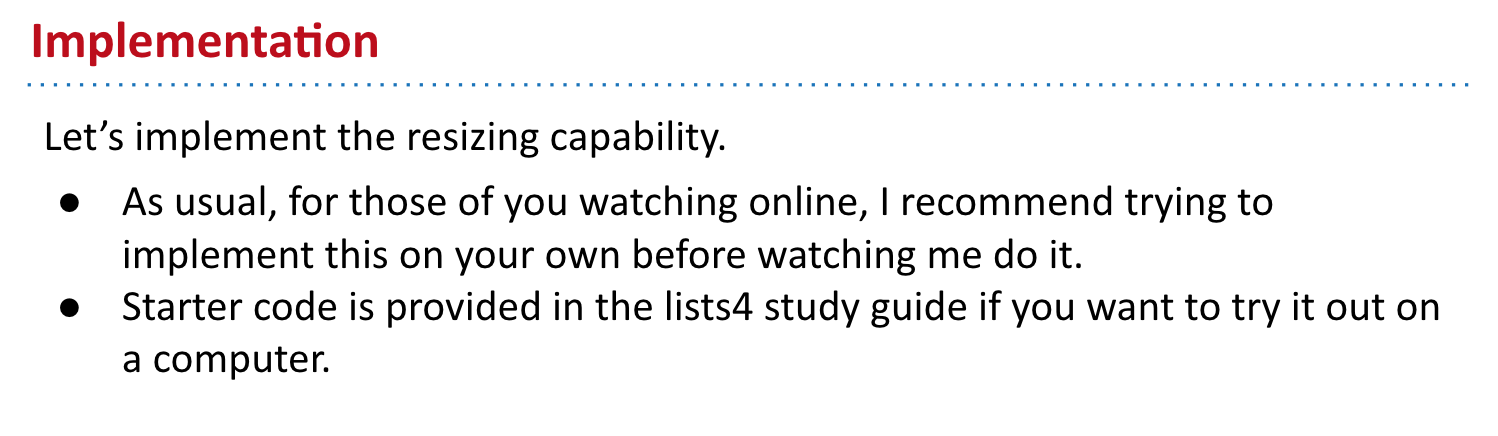 Implementation
Let’s implement the resizing capability.
● As usual, for those of you watching online, I recommend trying to
implement this on your own before watching me do it.
● Starter code is provided in the lists4 study guide if you want to try it out on
a computer.